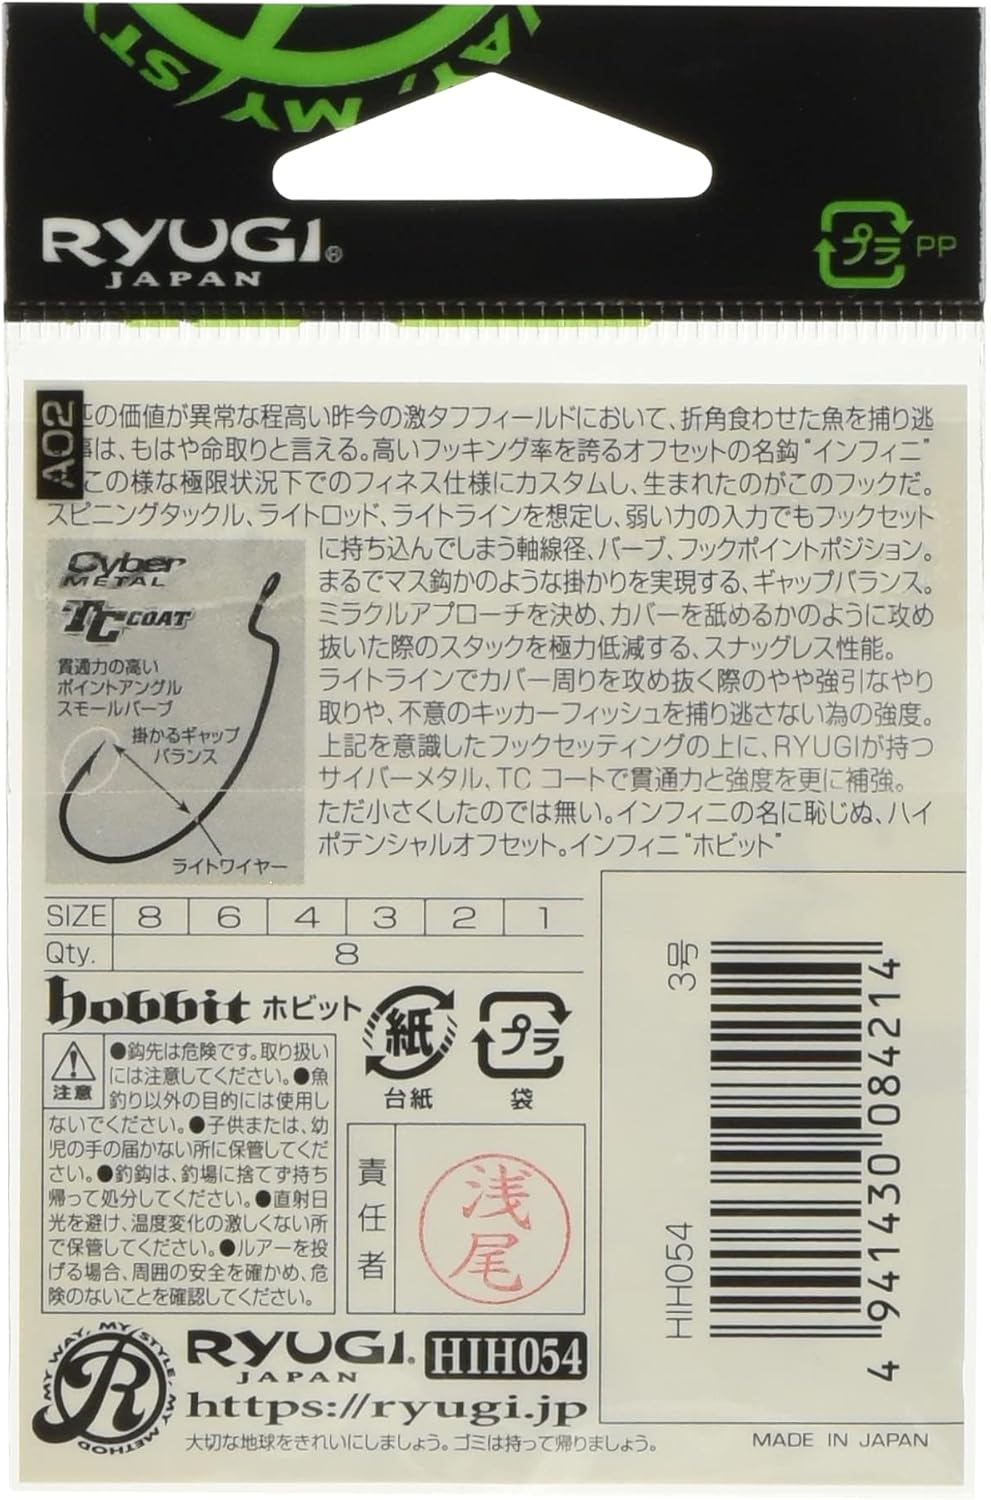 MY STYLE, MY WAY, MY
RYUGI®
JAPAN
プラ PP
A02
の価値が異常な程高い昨今の激タフフィールドにおいて、折角食わせた魚を捕り逃
は、もはや命取りと言える。高いフッキング率を誇るオフセットの名鈎“インフィニ”
この様な極限状況下でのフィネス仕様にカスタムし、生まれたのがこのフックだ。
スピニングタックル、ライトロッド、ライトラインを想定し、弱い力の入力でもフックセット
に持ち込んでしまう軸線径、バーブ、フックポイントポジション。
まるでマス鈎かのような掛かりを実現する、ギャップバランス。
ミラクルアプローチを決め、カバーを舐めるかのように攻め
抜いた際のスタックを極力低減する、スナッグレス性能。
ライトラインでカバー周りを攻め抜く際のやや強引なやり
取りや、不意のキッカーフィッシュを捕り逃さない為の強度。
上記を意識したフックセッティングの上に、RYUGIが持つ
サイバーメタル、TC コートで貫通力と強度を更に補強。
ただ小さくしたのでは無い。インフィニの名に恥じぬ、ハイ
ポテンシャルオフセット。インフィニ“ホビット”
Cyber
METAL
TC COAT
貫通力の高い
ポイントアングル
スモールバーブ
掛かるギャップ
バランス
ライトワイヤー
SIZE 8 6 4 3 2 1
Qty. 8
hobbit ホビット
紙
台紙
プラ
袋
注意
●鈎先は危険です。取り扱い
には注意してください。●魚
釣り以外の目的には使用し
ないでください。●子供または、幼
児の手の届かない所に保管してくだ
さい。●釣鈎は、釣場に捨てず持ち
帰って処分してください。●直射日
光を避け、温度変化の激しくない所
で保管してください。●ルアーを投
げる場合、周囲の安全を確かめ、危
険のないことを確認してください。
責任者
浅尾
3号
HIH054
4 941430 084214
MY WAY, MY STYLE, MY METHOD
R
RYUGI.
JAPAN
HIH054
https://ryugi.jp
大切な地球をきれいにしましょう。ゴミは持って帰りましょう。
MADE IN JAPAN